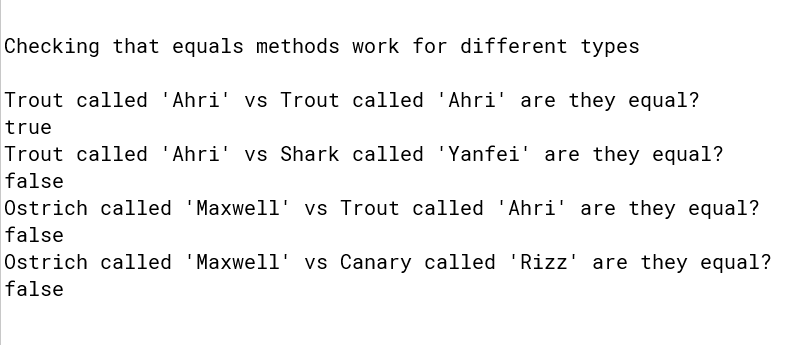 Checking that equals methods work for different types
Trout called 'Ahri' vs Trout called 'Ahri' are they equal?
true
Trout called 'Ahri' vs Shark called 'Yanfei' are they equal?
false
Ostrich called 'Maxwell' vs Trout called 'Ahri' are they equal?
false
Ostrich called 'Maxwell' vs Canary called 'Rizz' are they equal?
false